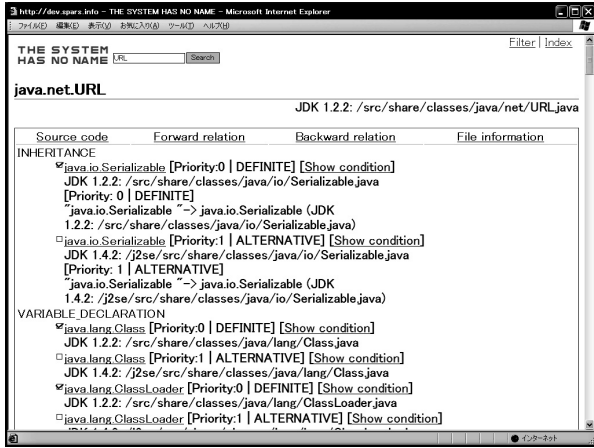 http://dev.spars.info - THE SYSTEM HAS NO NAME - Microsoft Internet Explorer
ファイル(F) 編集(E) 表示(V) お気に入り(A) ツール(T) ヘルプ(H)
Filter | Index
THE SYSTEM
HAS NO NAME URL Search
java.net.URL
JDK 1.2.2: /src/share/classes/java/net/URL.java
Source code Forward relation Backward relation File information
INHERITANCE
java.io.Serializable [Priority:0 | DEFINITE] [Show condition]
JDK 1.2.2: /src/share/classes/java/io/Serializable.java
[Priority: 0 | DEFINITE]
"java.io.Serializable "-> java.io.Serializable (JDK
1.2.2: /src/share/classes/java/io/Serializable.java)
java.io.Serializable [Priority:1 | ALTERNATIVE] [Show condition]
JDK 1.4.2: /j2se/src/share/classes/java/io/Serializable.java
[Priority: 1 | ALTERNATIVE]
"java.io.Serializable "-> java.io.Serializable (JDK
1.4.2: /j2se/src/share/classes/java/io/Serializable.java)
VARIABLE_DECLARATION
java.lang.Class [Priority:0 | DEFINITE] [Show condition]
JDK 1.2.2: /src/share/classes/java/lang/Class.java
java.lang.Class [Priority:1 | ALTERNATIVE] [Show condition]
JDK 1.4.2: /j2se/src/share/classes/java/lang/Class.java
java.lang.ClassLoader [Priority:0 | DEFINITE] [Show condition]
JDK 1.2.2: /src/share/classes/java/lang/ClassLoader.java
java.lang.ClassLoader [Priority:1 | ALTERNATIVE] [Show condition]
インターネット